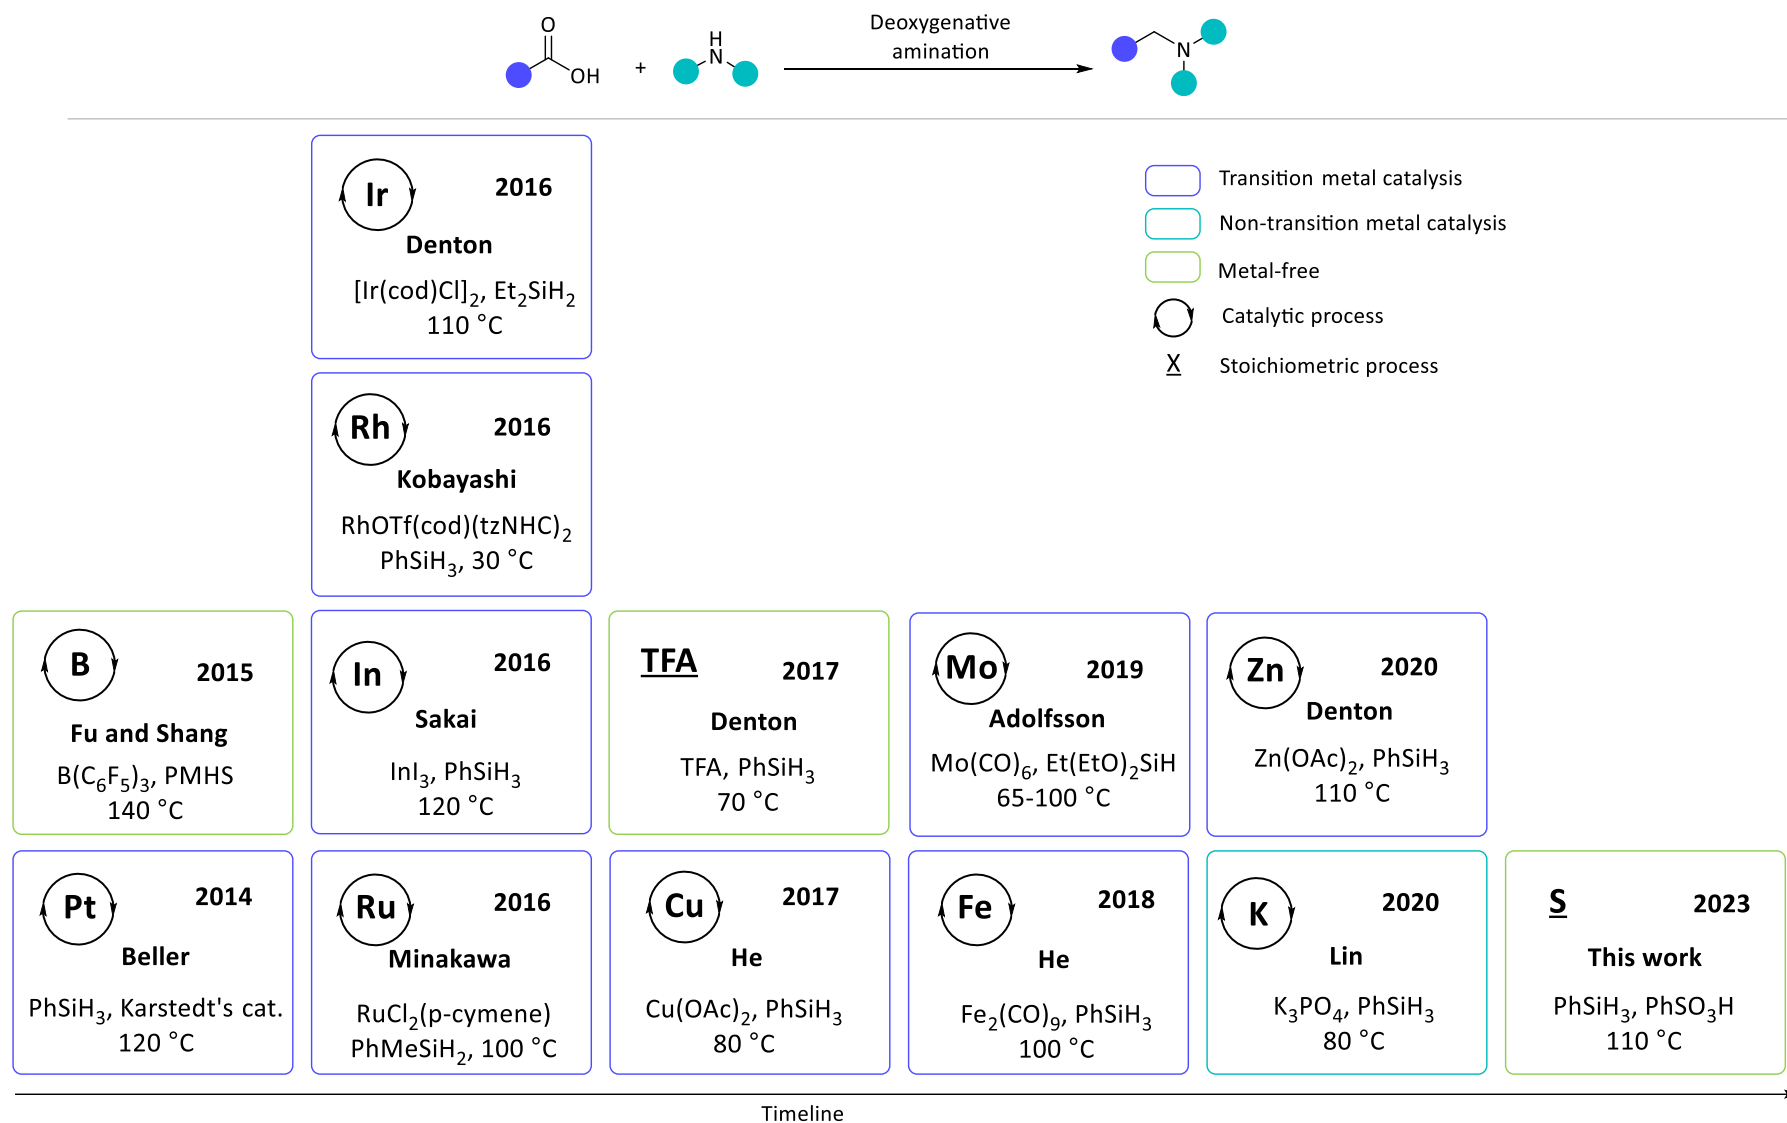 O
OH
+
H
N
Deoxygenative
amination
N
Ir
2016
Denton
[Ir(cod)Cl]₂, Et₂SiH₂
110 °C
Transition metal catalysis
Non-transition metal catalysis
Metal-free
Catalytic process
X Stoichiometric process
Rh
2016
Kobayashi
RhOTf(cod)(tzNHC)₂
PhSiH₃, 30 °C
B
2015
Fu and Shang
B(C₆F₅)₃, PMHS
140 °C
In
2016
Sakai
InI₃, PhSiH₃
120 °C
TFA
2017
Denton
TFA, PhSiH₃
70 °C
Mo
2019
Adolfsson
Mo(CO)₆, Et(EtO)₂SiH
65-100 °C
Zn
2020
Denton
Zn(OAc)₂, PhSiH₃
110 °C
Pt
2014
Beller
PhSiH₃, Karstedt's cat.
120 °C
Ru
2016
Minakawa
RuCl₂(p-cymene)
PhMeSiH₂, 100 °C
Cu
2017
He
Cu(OAc)₂, PhSiH₃
80 °C
Fe
2018
He
Fe₂(CO)₉, PhSiH₃
100 °C
K
2020
Lin
K₃PO₄, PhSiH₃
80 °C
S
2023
This work
PhSiH₃, PhSO₃H
110 °C
Timeline